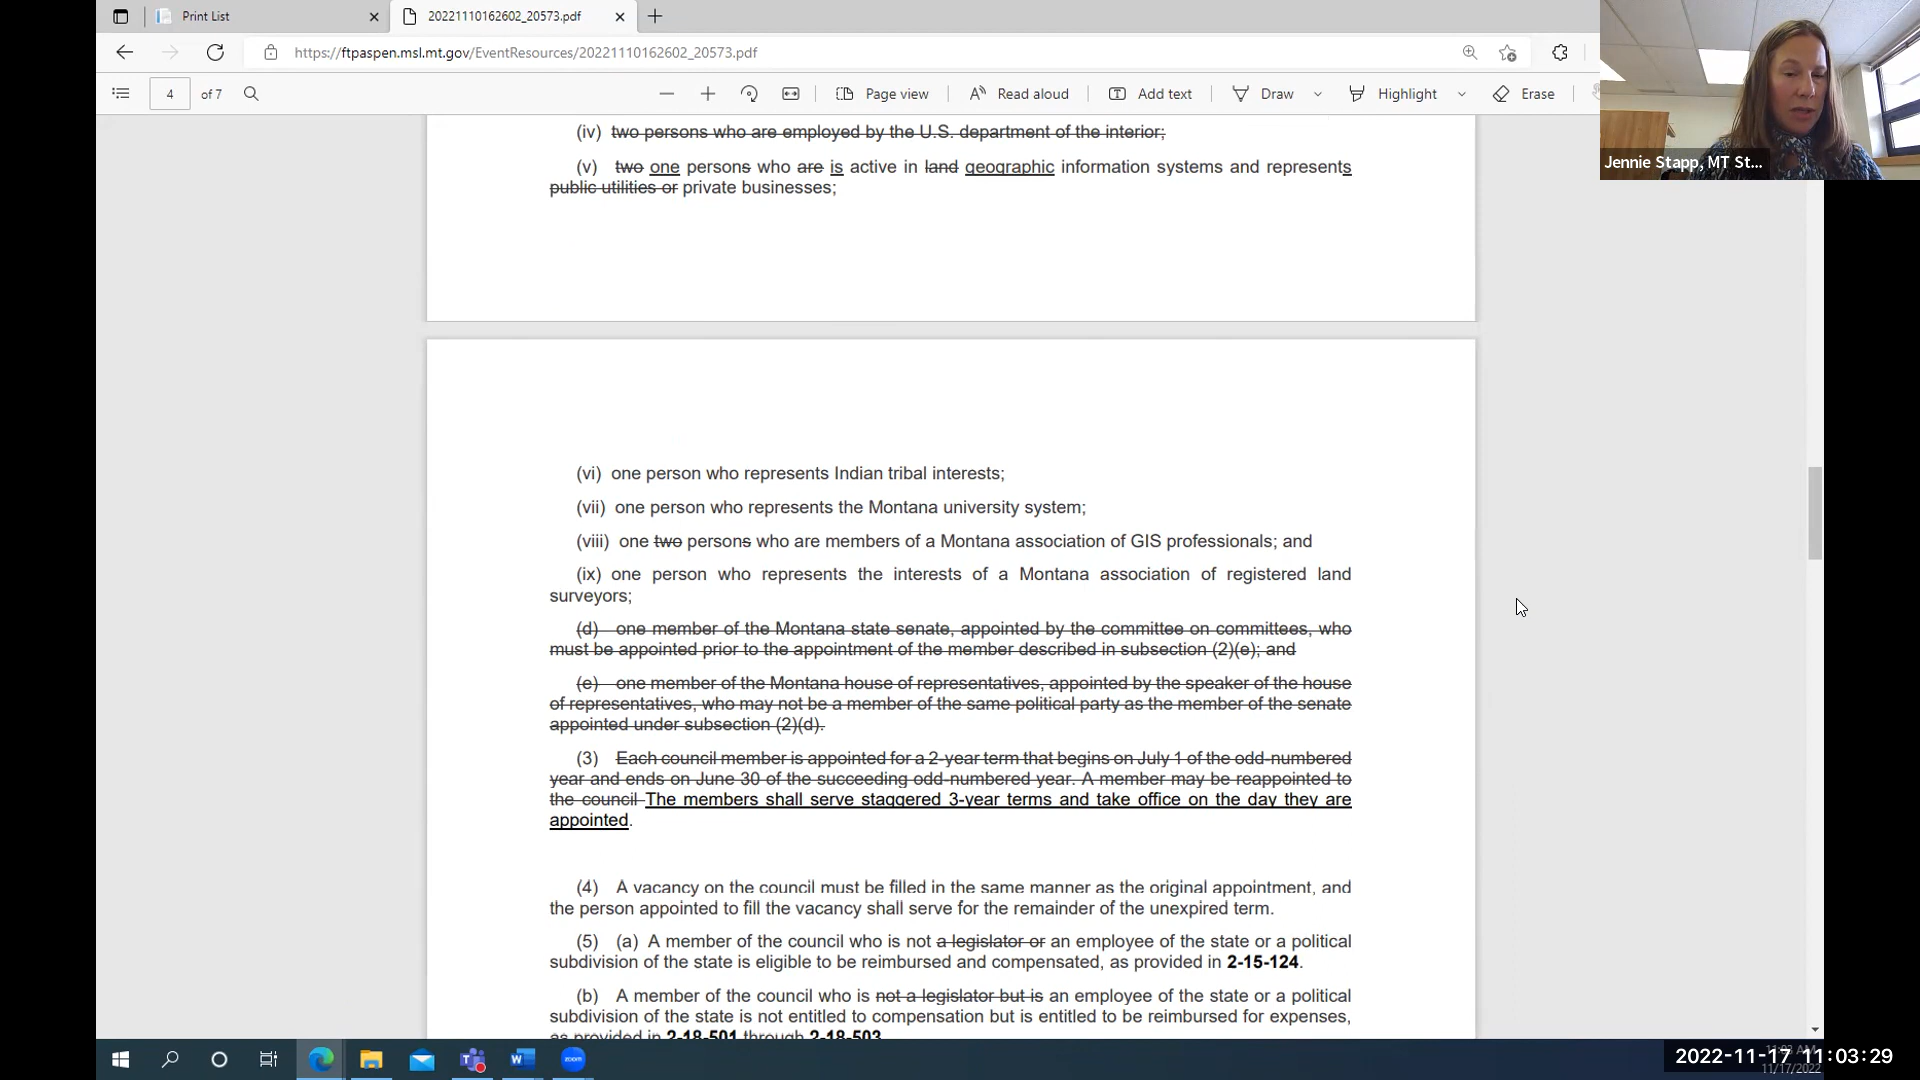 Print List
20221110162602_20573.pdf
https://ftpaspen.msl.mt.gov/EventResources/20221110162602_20573.pdf
4 of 7
Page view
Read aloud
Add text
Draw
Highlight
Erase
Jennie Stapp, MT St...
(iv) two persons who are employed by the U.S. department of the interior;
(v) two one persons who are is active in land geographic information systems and represents
public utilities or private businesses;
(vi) one person who represents Indian tribal interests;
(vii) one person who represents the Montana university system;
(viii) one two persons who are members of a Montana association of GIS professionals; and
(ix) one person who represents the interests of a Montana association of registered land
surveyors;
(d) one member of the Montana state senate, appointed by the committee on committees, who
must be appointed prior to the appointment of the member described in subsection (2)(e); and
(e) one member of the Montana house of representatives, appointed by the speaker of the house
of representatives, who may not be a member of the same political party as the member of the senate
appointed under subsection (2)(d).
(3) Each council member is appointed for a 2-year term that begins on July 1 of the odd-numbered
year and ends on June 30 of the succeeding odd-numbered year. A member may be reappointed to
the council The members shall serve staggered 3-year terms and take office on the day they are
appointed.
(4) A vacancy on the council must be filled in the same manner as the original appointment, and
the person appointed to fill the vacancy shall serve for the remainder of the unexpired term.
(5) (a) A member of the council who is not a legislator or an employee of the state or a political
subdivision of the state is eligible to be reimbursed and compensated, as provided in 2-15-124.
(b) A member of the council who is not a legislator but is an employee of the state or a political
subdivision of the state is not entitled to compensation but is entitled to be reimbursed for expenses,
as provided in 2-18-501 through 2-18-503.
zoom
11:03 AM
2022-11-17 11:03:29
11/17/2022